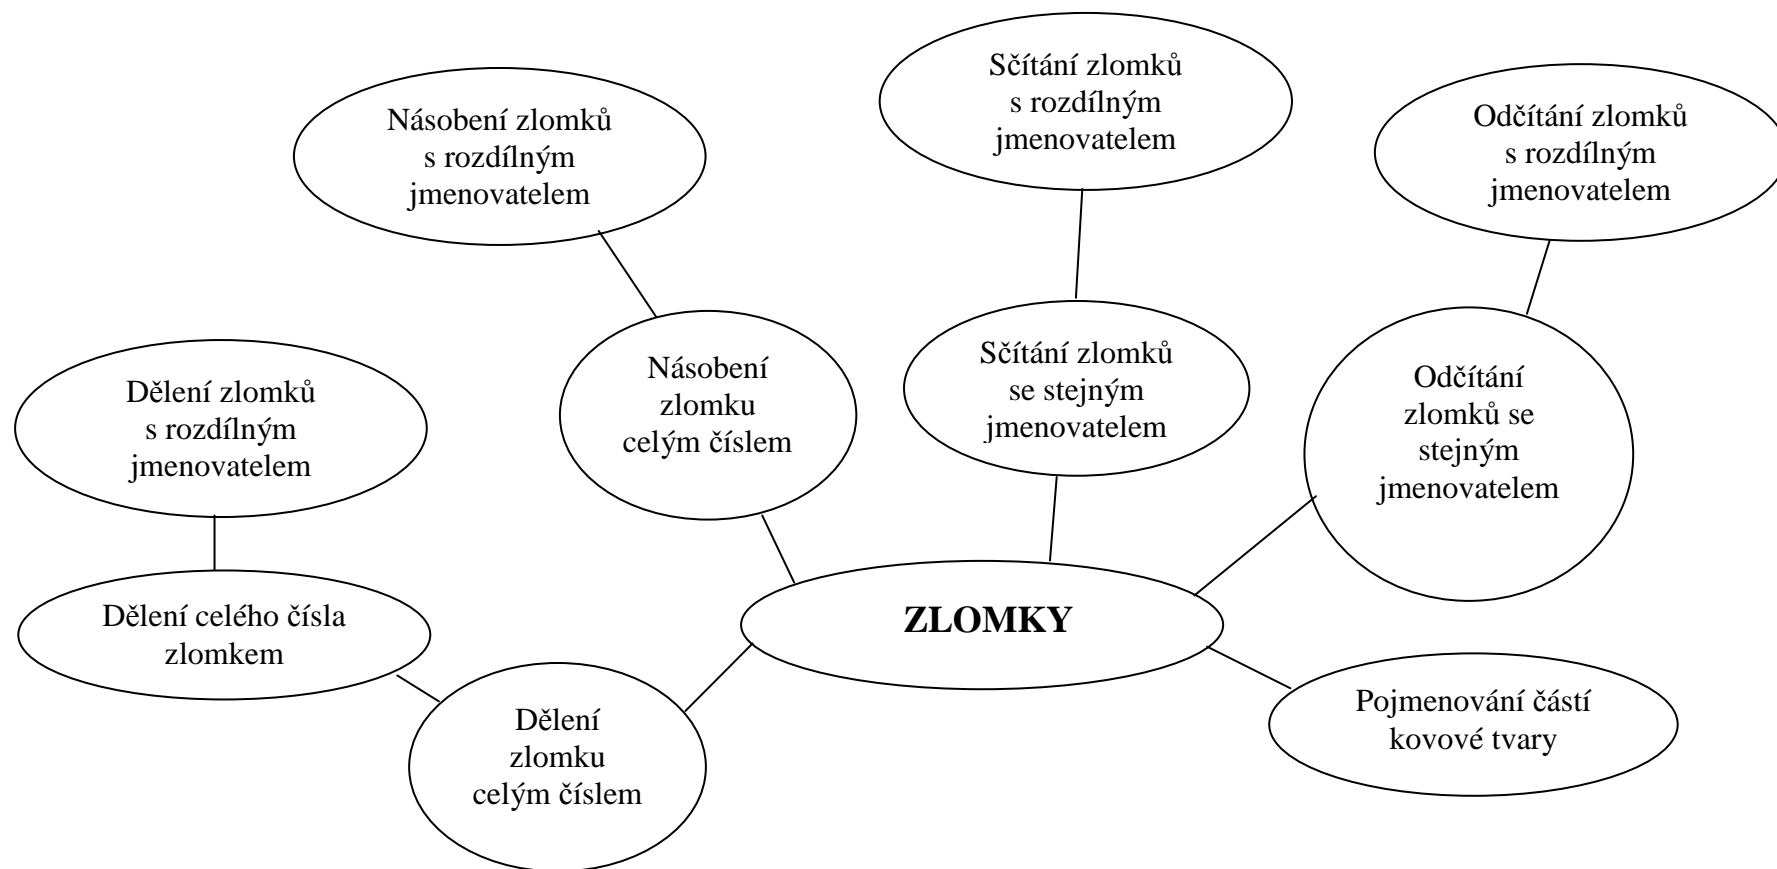 Sčítání zlomků
s rozdílným
jmenovatelem
Násobení zlomků
s rozdílným
jmenovatelem
Odčítání zlomků
s rozdílným
jmenovatelem
Násobení
zlomku
celým číslem
Sčítání zlomků
se stejným
jmenovatelem
Odčítání
zlomků se
stejným
jmenovatelem
Dělení zlomků
s rozdílným
jmenovatelem
Dělení celého čísla
zlomkem
ZLOMKY
Dělení
zlomku
celým číslem
Pojmenování částí
kovové tvary